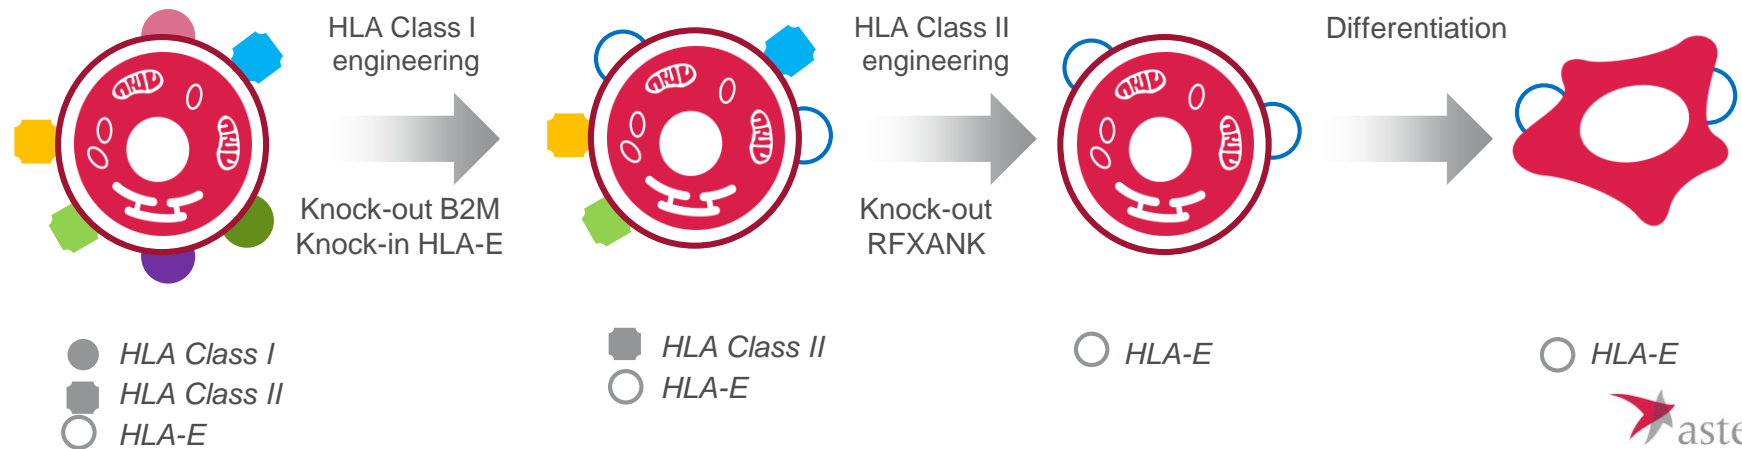 HLA Class I
engineering
Knock-out B2M
Knock-in HLA-E
HLA Class II
engineering
Knock-out
RFXANK
Differentiation
HLA Class I
HLA Class II
HLA-E
HLA Class II
HLA-E
HLA-E
HLA-E
aste